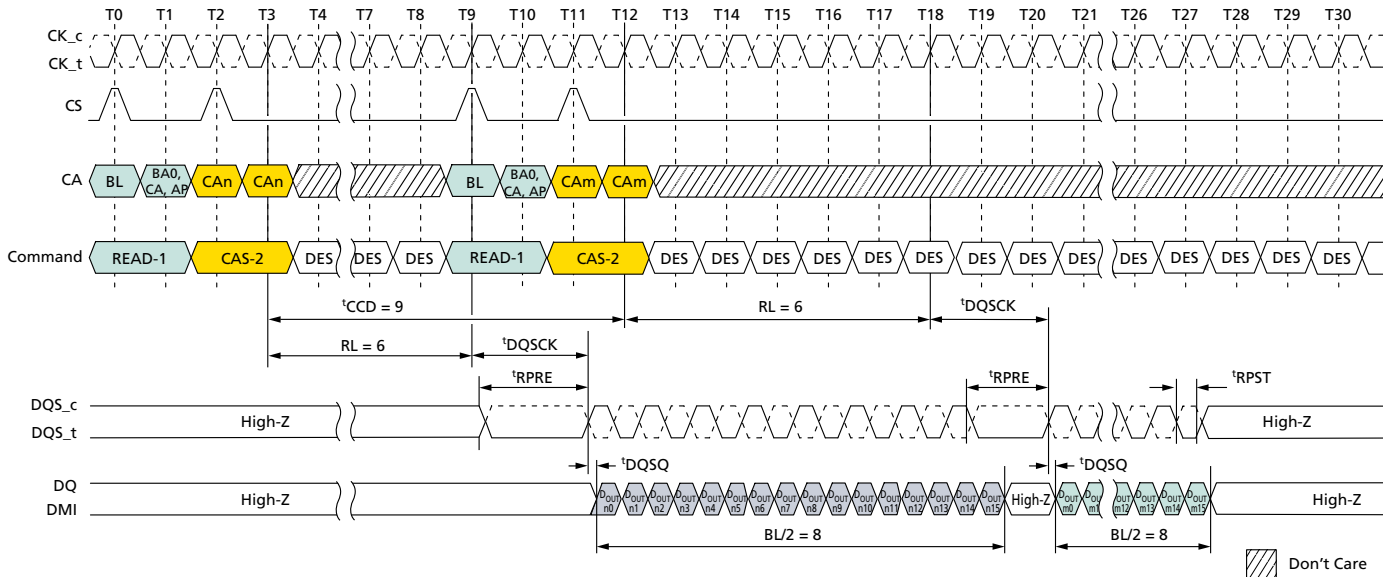 T0 T1 T2 T3 T4 T7 T8 T9 T10 T11 T12 T13 T14 T15 T16 T17 T18 T19 T20 T21 T26 T27 T28 T29 T30
CK_c
CK_t
CS
CA
BL
BA0,
CA, AP
CAn
CAn
BL
BA0,
CA, AP
CAm
CAm
Command
READ-1 CAS-2 DES DES DES READ-1 CAS-2 DES DES DES DES DES DES DES DES DES DES DES DES DES DES
tCCD = 9 RL = 6 tDQSCK
RL = 6 tDQSCK
tRPRE tRPRE tRPST
DQS_c
DQS_t
High-Z High-Z
tDQSQ tDQSQ
DQ
DMI
High-Z
DOUT
n0
DOUT
n1
DOUT
n2
DOUT
n3
DOUT
n4
DOUT
n5
DOUT
n6
DOUT
n7
DOUT
n8
DOUT
n9
DOUT
n10
DOUT
n11
DOUT
n12
DOUT
n13
DOUT
n14
DOUT
n15
High-Z
DOUT
m0
DOUT
m1
DOUT
m12
DOUT
m13
DOUT
m14
DOUT
m15
High-Z
BL/2 = 8 BL/2 = 8
Don't Care